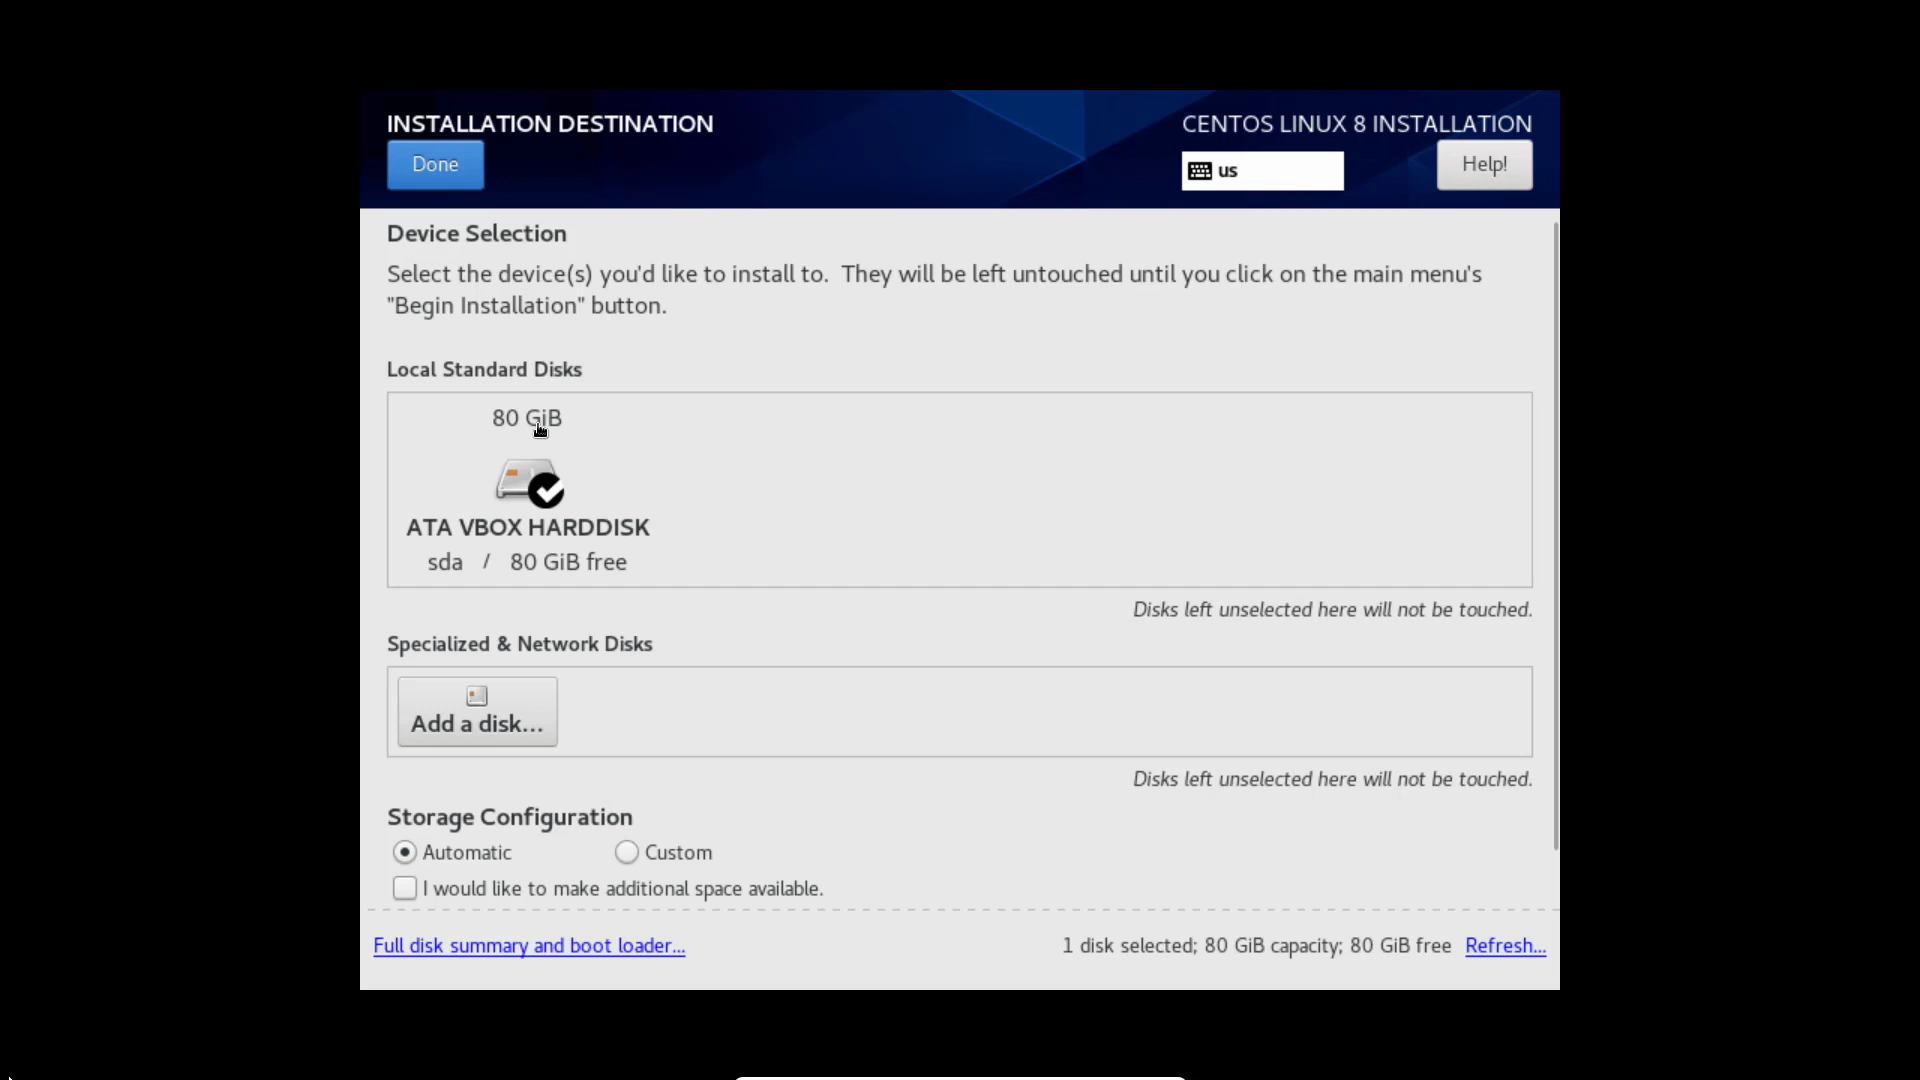 INSTALLATION DESTINATION
CENTOS LINUX 8 INSTALLATION
Done
us
Help!
Device Selection
Select the device(s) you'd like to install to.  They will be left untouched until you click on the main menu's
"Begin Installation" button.
Local Standard Disks
80 GiB
ATA VBOX HARDDISK
sda / 80 GiB free
Disks left unselected here will not be touched.
Specialized & Network Disks
Add a disk...
Disks left unselected here will not be touched.
Storage Configuration
Automatic Custom
I would like to make additional space available.
Full disk summary and boot loader... 1 disk selected; 80 GiB capacity; 80 GiB free Refresh...